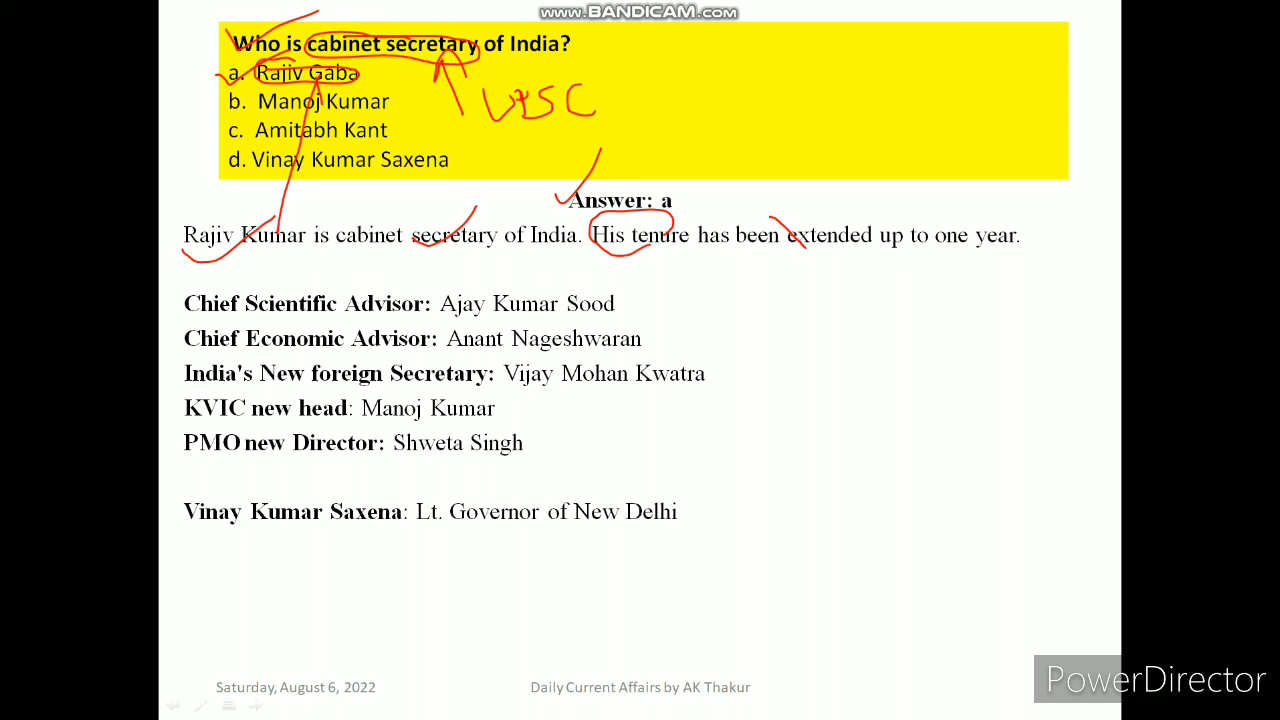 www.BANDICAM.com
Who is cabinet secretary of India?
a. Rajiv Gaba
b. Manoj Kumar
UPSC
c. Amitabh Kant
d. Vinay Kumar Saxena
Answer: a
Rajiv Kumar is cabinet secretary of India. His tenure has been extended up to one year.
Chief Scientific Advisor: Ajay Kumar Sood
Chief Economic Advisor: Anant Nageshwaran
India's New foreign Secretary: Vijay Mohan Kwatra
KVIC new head: Manoj Kumar
PMO new Director: Shweta Singh
Vinay Kumar Saxena: Lt. Governor of New Delhi
Saturday, August 6, 2022
Daily Current Affairs by AK Thakur
PowerDirector